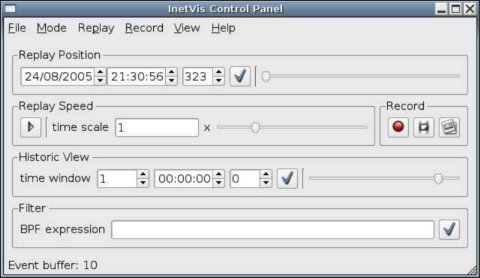 InetVis Control Panel
File Mode Replay Record View Help
Replay Position
24/08/2005 21:30:56 323
Replay Speed
Record
time scale 1 x
Historic View
time window 1 00:00:00 0
Filter
BPF expression
Event buffer: 10